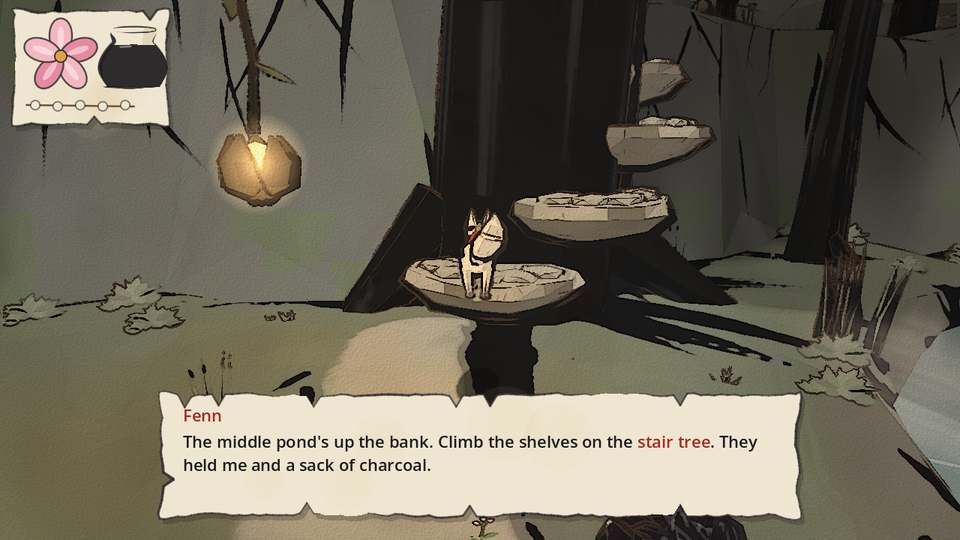 Fenn
The middle pond's up the bank. Climb the shelves on the stair tree. They
held me and a sack of charcoal.